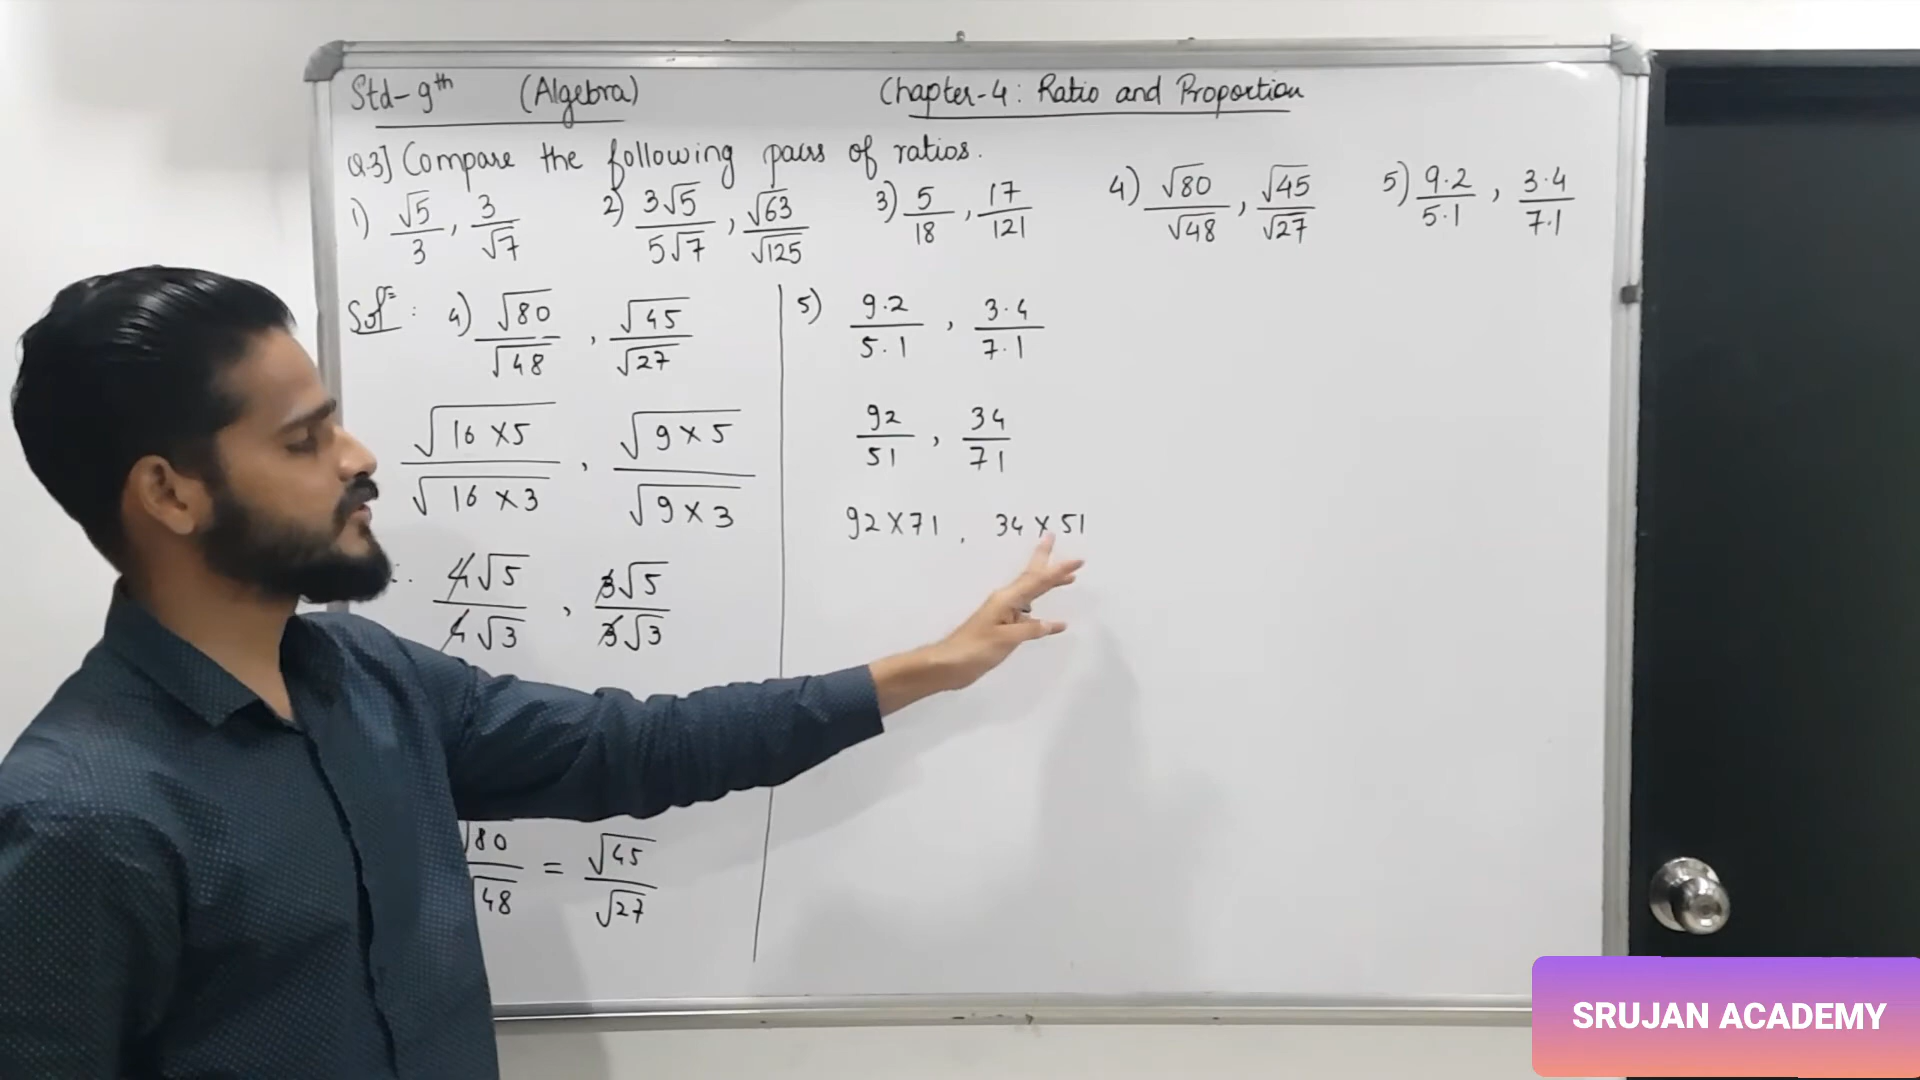 Std-9th (Algebra) Chapter-4: Ratio and Proportion
Q.3] Compare the following pairs of ratios.
1) √5/3, 3/√7 2) 3√5/5√7, √63/√125 3) 5/18, 17/121 4) √80/√48, √45/√27 5) 9.2/5.1, 3.4/7.1
Solⁿ: 4) √80/√48, √45/√27
√16×5/√16×3, √9×5/√9×3
∴ 4√5/4√3, 3√5/3√3
√80/√48 = √45/√27
5) 9.2/5.1, 3.4/7.1
92/51, 34/71
92×71, 34×51
SRUJAN ACADEMY